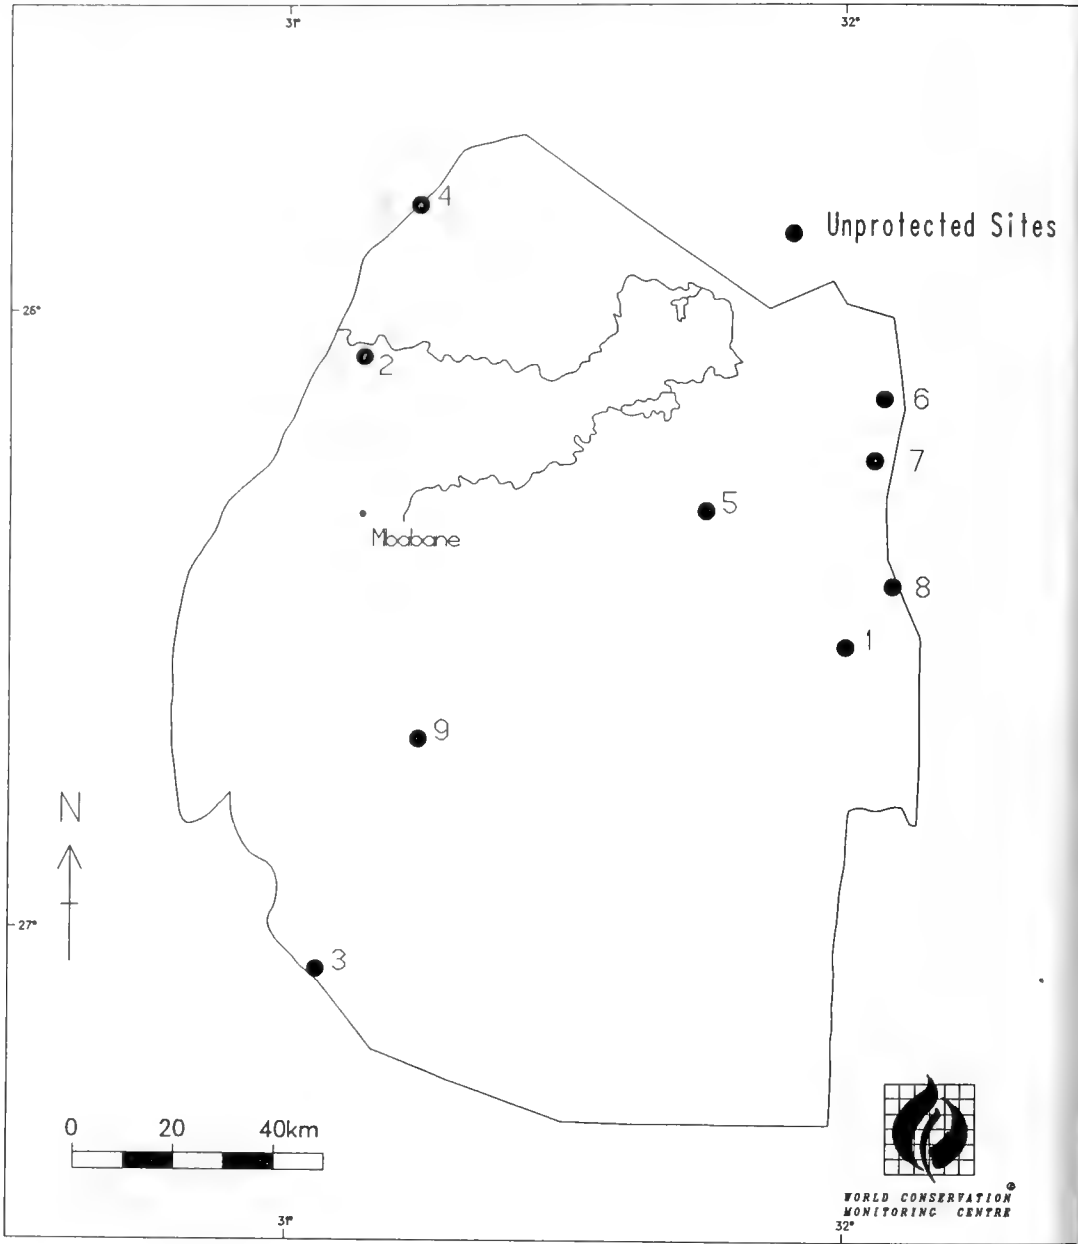 31° 32°
4
Unprotected Sites
26°
2
6
7
5
Mbabane
8
1
9
N
27°
3
0 20 40km
WORLD CONSERVATION
MONITORING CENTRE
31° 32°